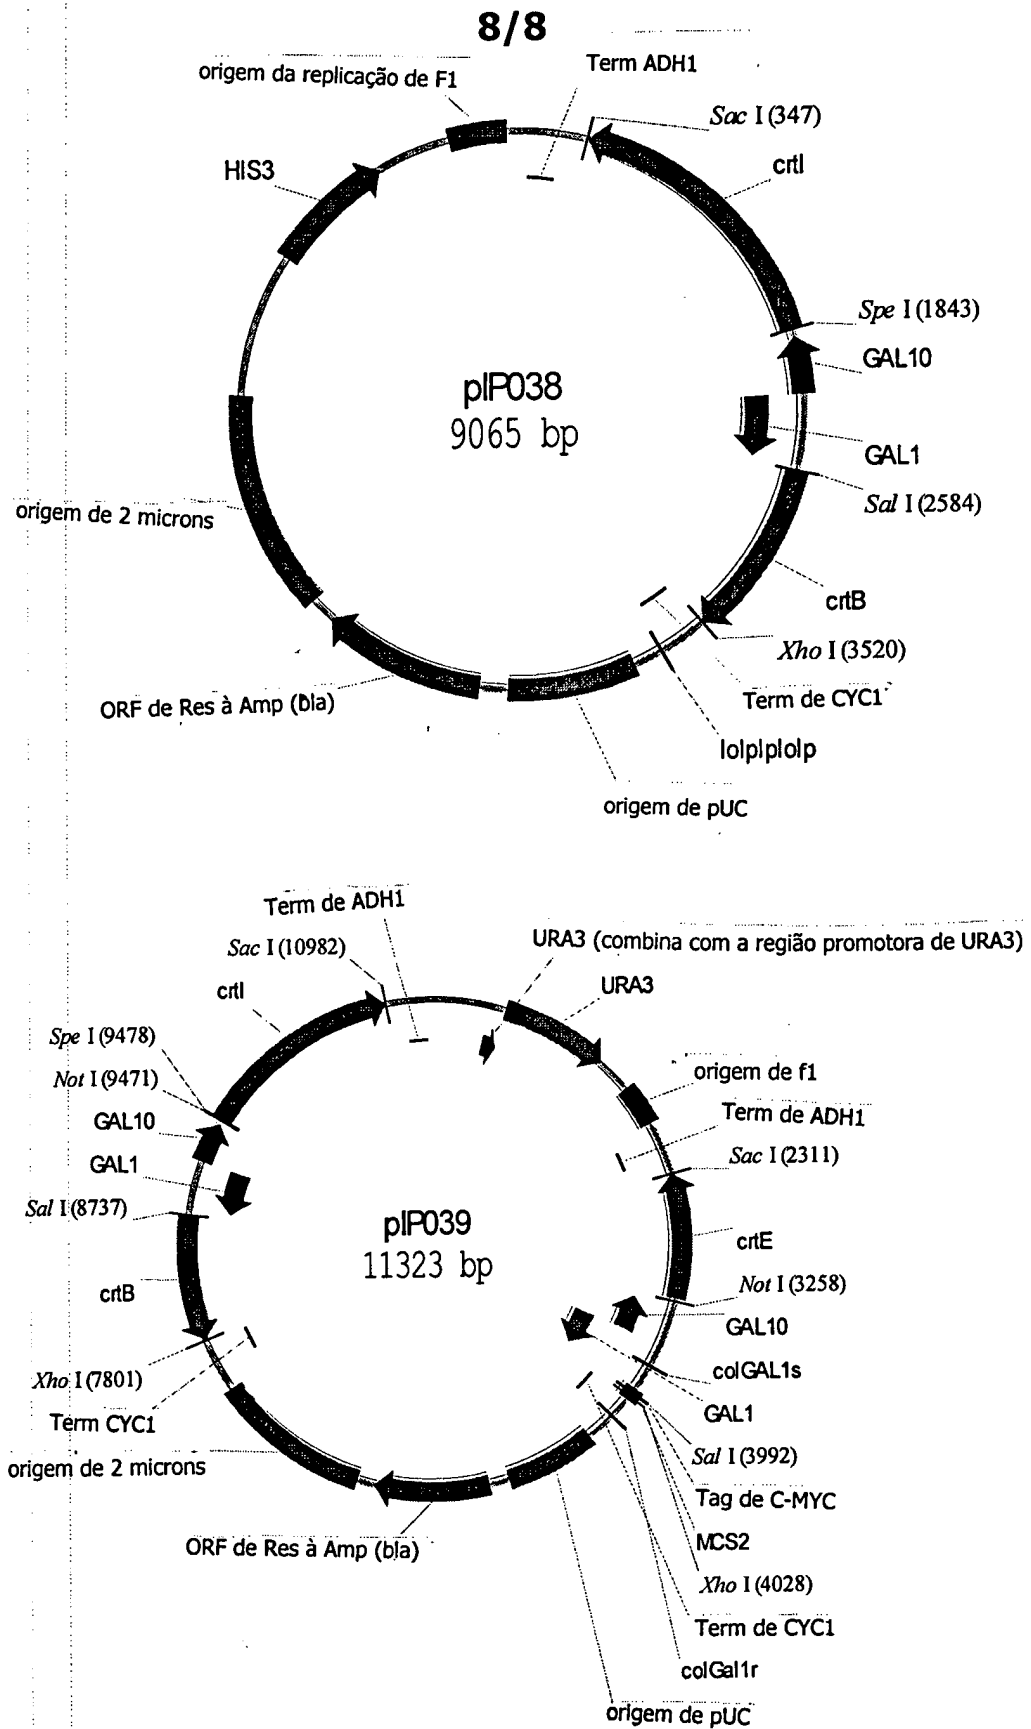 8/8
origem da replicação de F1
Term ADH1
Sac I (347)
HIS3
crtI
Spe I (1843)
GAL10
pIP038
9065 bp
GAL1
Sal I (2584)
origem de 2 microns
crtB
Xho I (3520)
ORF de Res à Amp (bla)
Term de CYC1
lolplplolp
origem de pUC
Term de ADH1
Sac I (10982)
URA3 (combina com a região promotora de URA3)
crtI
URA3
Spe I (9478)
origem de f1
Not I (9471)
Term de ADH1
GAL10
Sac I (2311)
GAL1
Sal I (8737)
pIP039
11323 bp
crtE
Not I (3258)
crtB
GAL10
colGAL1s
Xho I (7801)
GAL1
Term CYC1
Sal I (3992)
origem de 2 microns
Tag de C-MYC
ORF de Res à Amp (bla)
MCS2
Xho I (4028)
Term de CYC1
colGal1r
origem de pUC